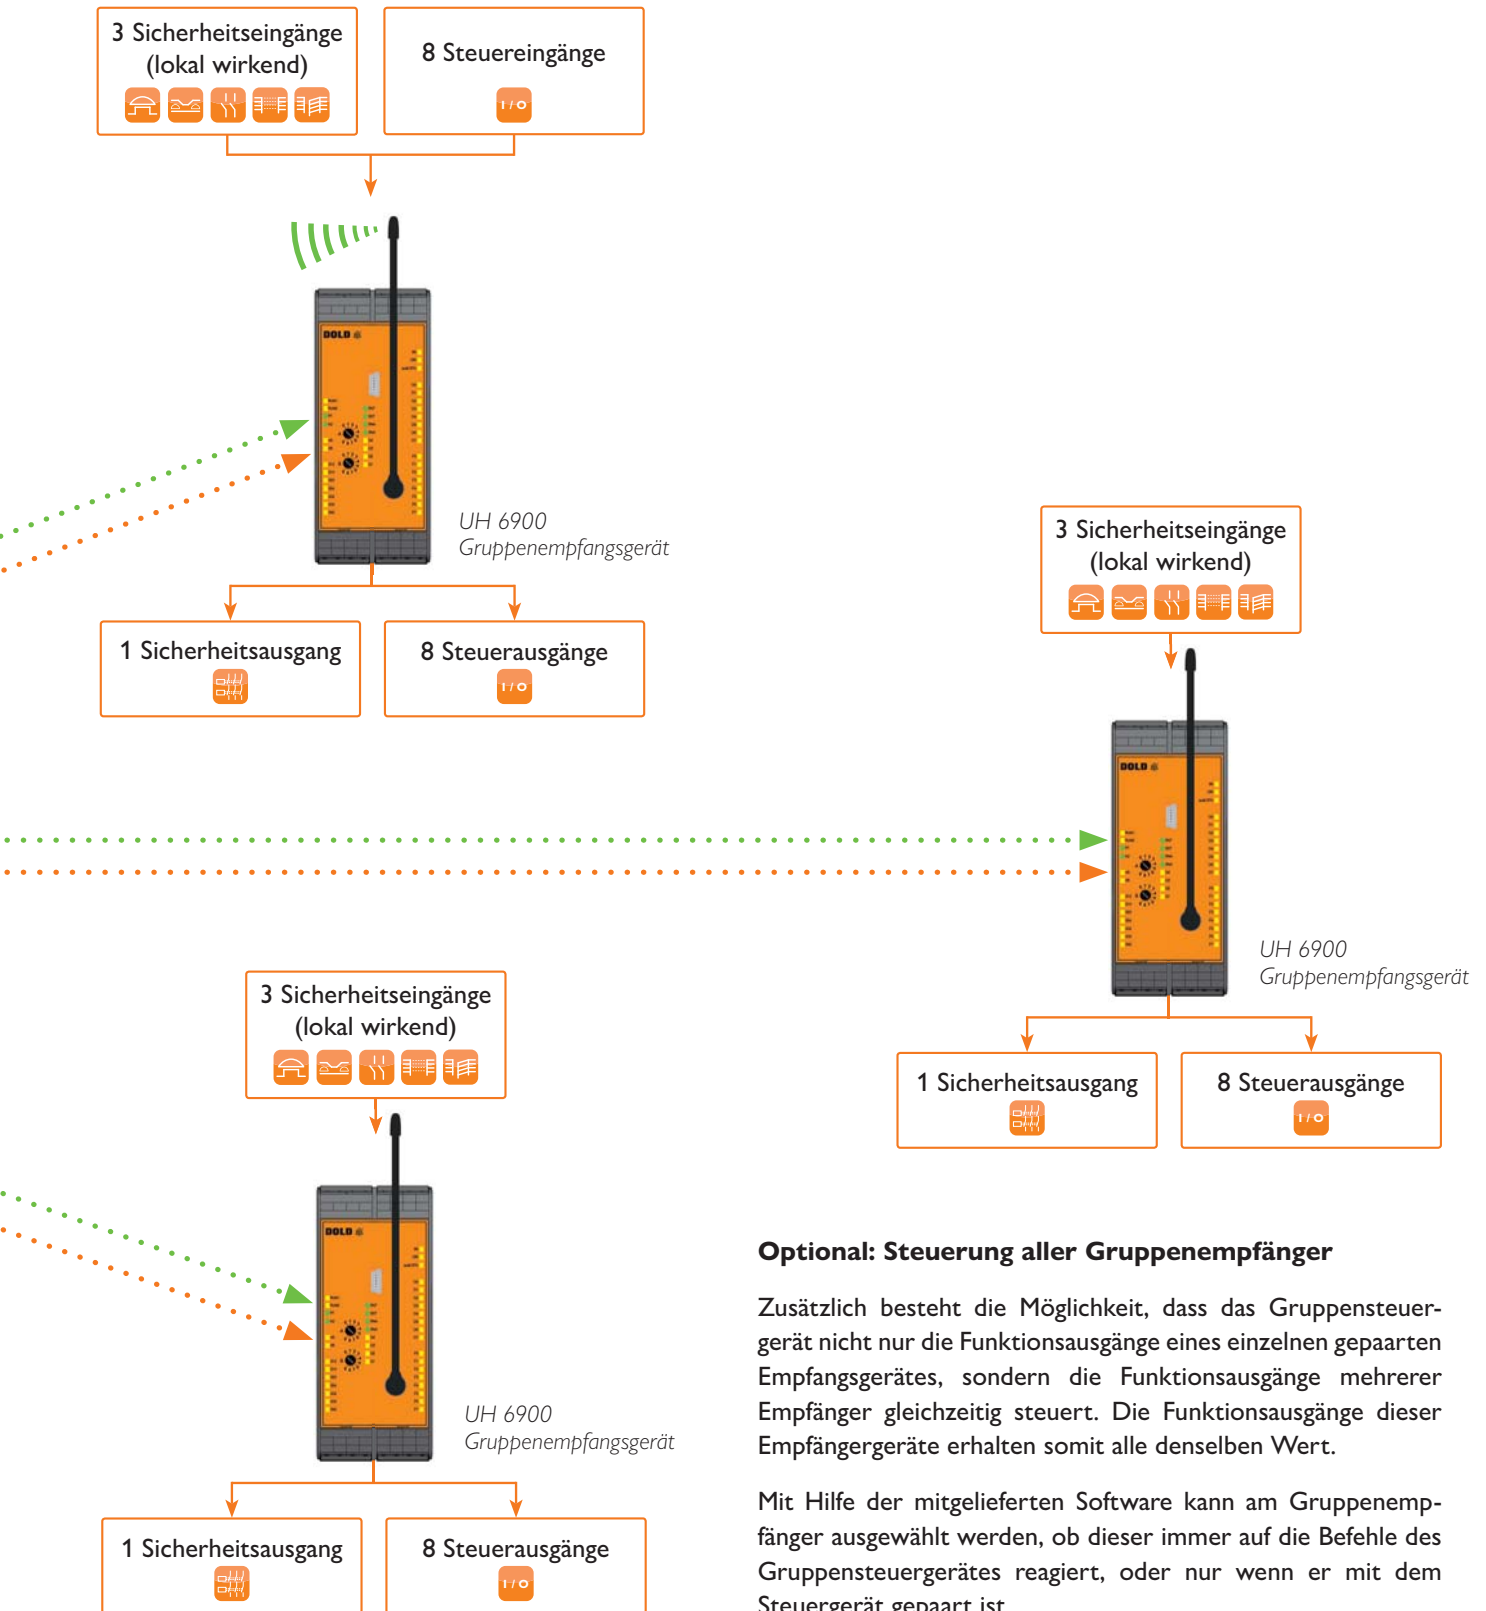 3 Sicherheitseingänge
(lokal wirkend)
8 Steuereingänge
I / O
DOLD
UH 6900
Gruppenempfangsgerät
1 Sicherheitsausgang
8 Steuerausgänge
I / O
3 Sicherheitseingänge
(lokal wirkend)
DOLD
UH 6900
Gruppenempfangsgerät
1 Sicherheitsausgang
8 Steuerausgänge
I / O
3 Sicherheitseingänge
(lokal wirkend)
DOLD
UH 6900
Gruppenempfangsgerät
1 Sicherheitsausgang
8 Steuerausgänge
I / O
Optional: Steuerung aller Gruppenempfänger
Zusätzlich besteht die Möglichkeit, dass das Gruppensteuer-
gerät nicht nur die Funktionsausgänge eines einzelnen gepaarten
Empfangsgerätes, sondern die Funktionsausgänge mehrerer
Empfänger gleichzeitig steuert. Die Funktionsausgänge dieser
Empfängergeräte erhalten somit alle denselben Wert.
Mit Hilfe der mitgelieferten Software kann am Gruppenemp-
fänger ausgewählt werden, ob dieser immer auf die Befehle des
Gruppensteuergerätes reagiert, oder nur wenn er mit dem
Steuergerät gepaart ist